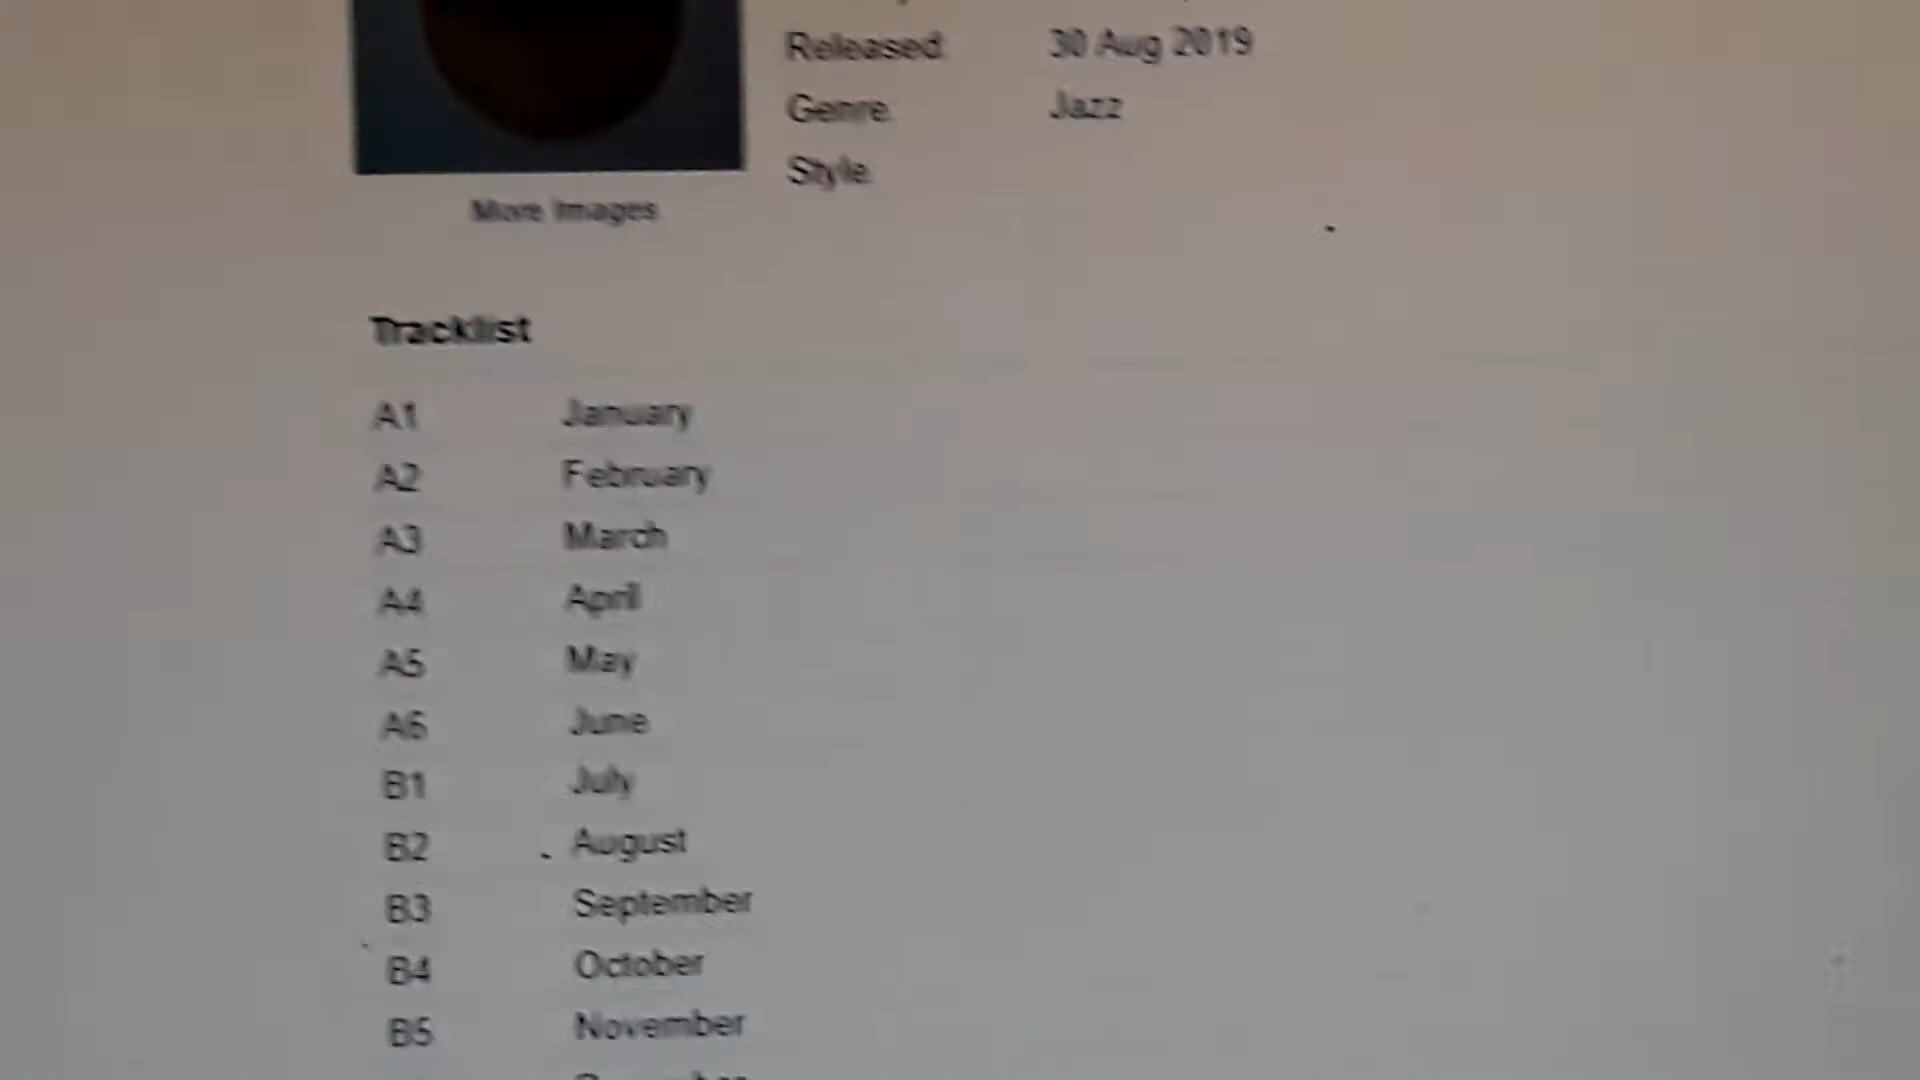 Released: 30 Aug 2019
Genre: Jazz
Style:
More Images
Tracklist
A1 January
A2 February
A3 March
A4 April
A5 May
A6 June
B1 July
B2 August
B3 September
B4 October
B5 November